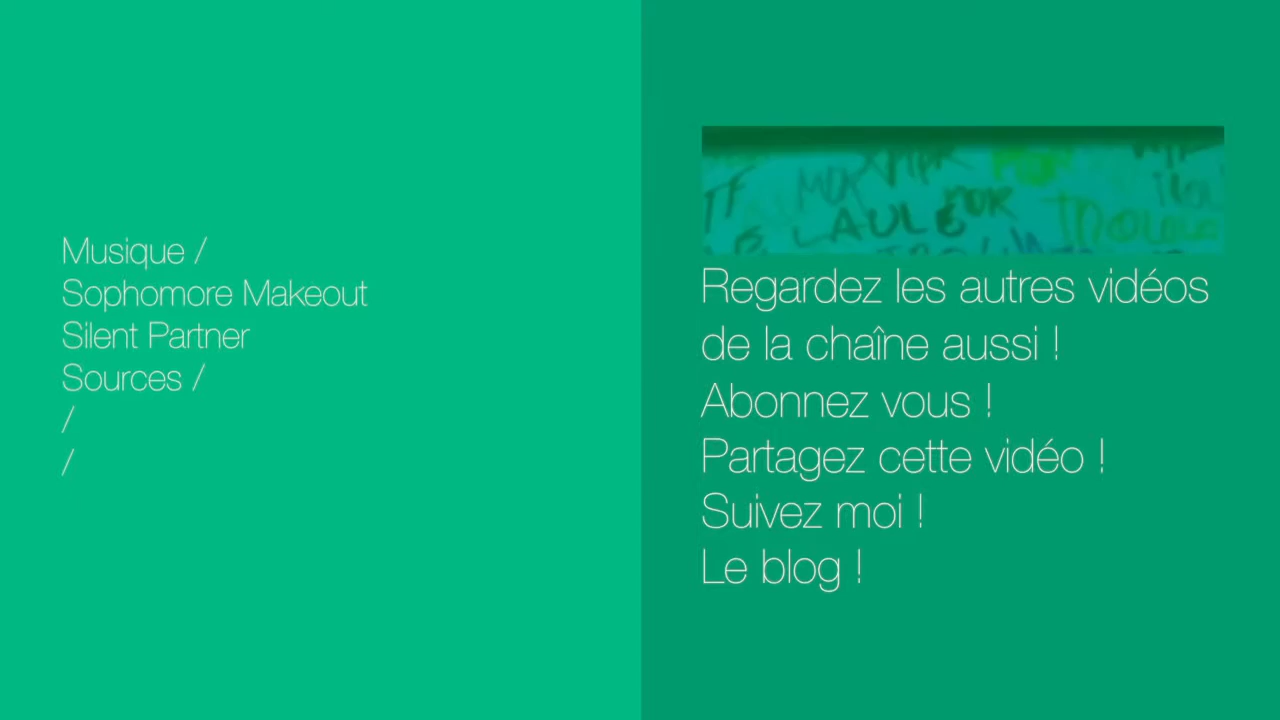 Musique /
Sophomore Makeout
Silent Partner
Sources /
/
/
LAULE
Regardez les autres vidéos
de la chaîne aussi !
Abonnez vous !
Partagez cette vidéo !
Suivez moi !
Le blog !